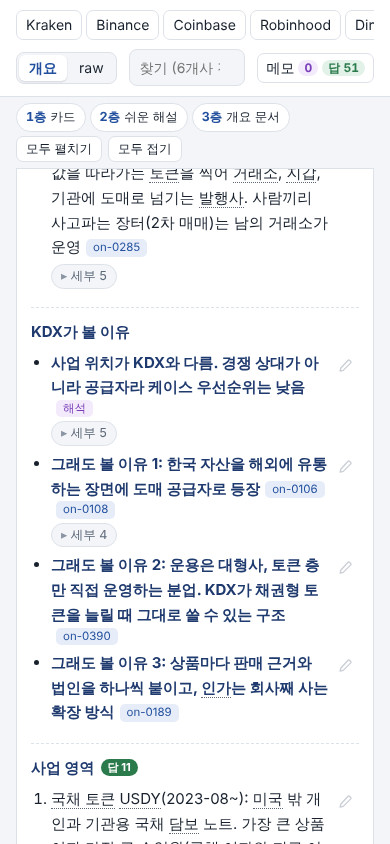 Kraken Binance Coinbase Robinhood Din
개요 raw 찾기 (6개사 : 메모 0 답 51
1층 카드 2층 쉬운 해설 3층 개요 문서
모두 펼치기 모두 접기
값을 따라가는 토큰을 찍어 거래소, 지갑,
기관에 도매로 넘기는 발행사. 사람끼리
사고파는 장터(2차 매매)는 남의 거래소가
운영 on-0285
▸ 세부 5
KDX가 볼 이유
• 사업 위치가 KDX와 다름. 경쟁 상대가 아
니라 공급자라 케이스 우선순위는 낮음
해석
▸ 세부 5
• 그래도 볼 이유 1: 한국 자산을 해외에 유통
하는 장면에 도매 공급자로 등장 on-0106
on-0108
▸ 세부 4
• 그래도 볼 이유 2: 운용은 대형사, 토큰 층
만 직접 운영하는 분업. KDX가 채권형 토
큰을 늘릴 때 그대로 쓸 수 있는 구조
on-0390
• 그래도 볼 이유 3: 상품마다 판매 근거와
법인을 하나씩 붙이고, 인가는 회사째 사는
확장 방식 on-0189
사업 영역 답 11
1. 국채 토큰 USDY(2023-08~): 미국 밖 개
인과 기관용 국채 담보 노트. 가장 큰 상품